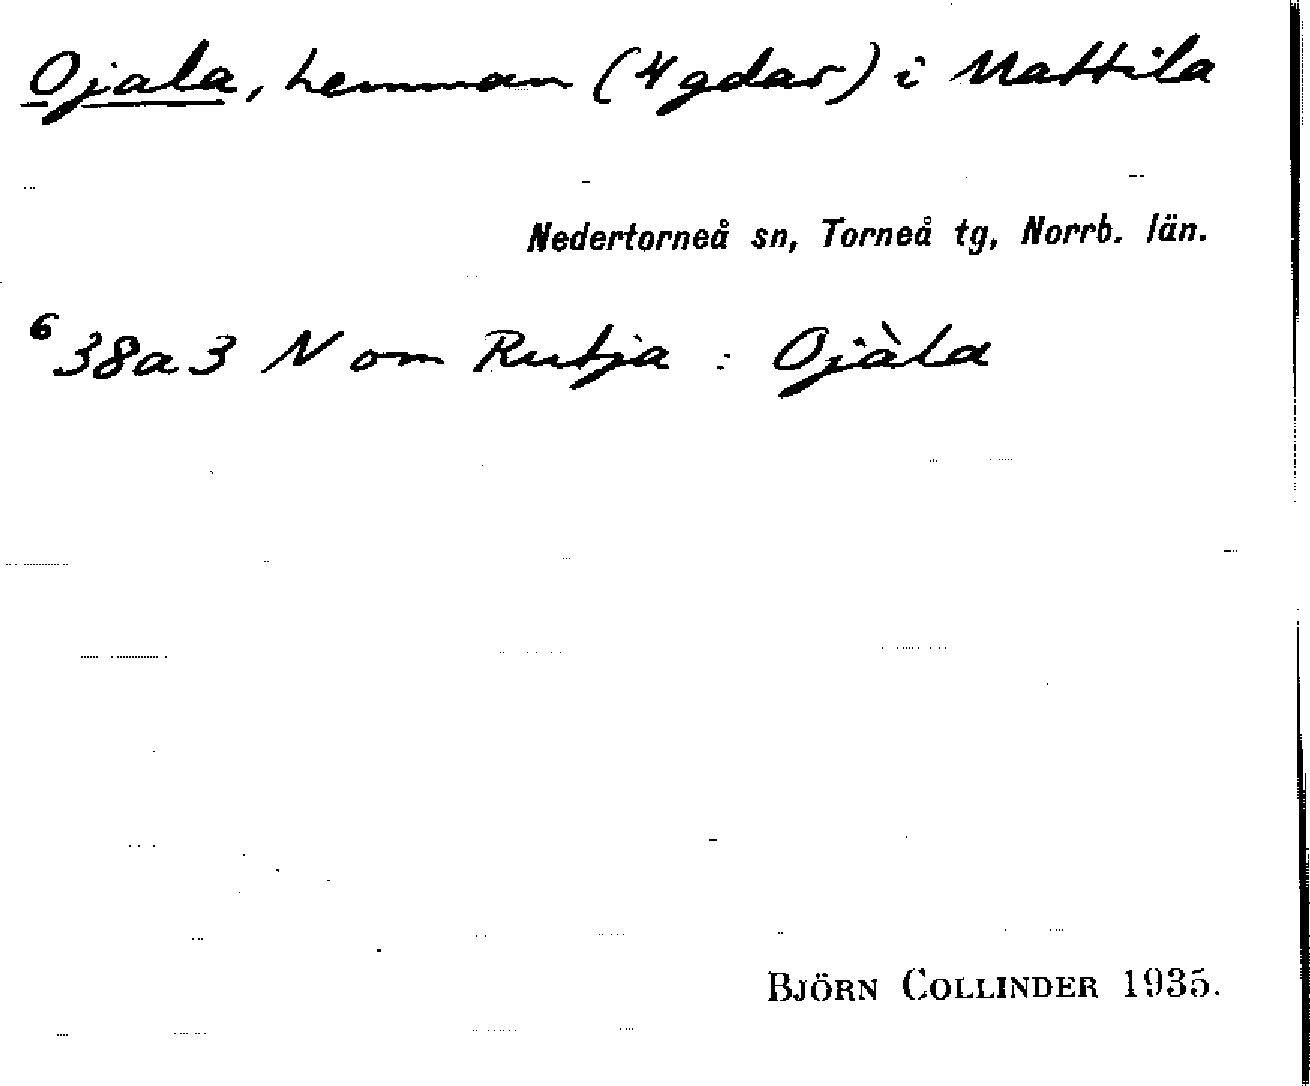 Ojala, hemman (4 gdar) i Mattila
Nedertorneå sn, Torneå tg, Norrb. län.
6 38a3 N om Rutja : Ojàla
BJÖRN COLLINDER 1935.